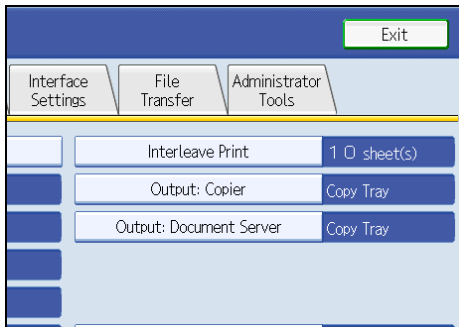 Exit
Interface
Settings
File
Transfer
Administrator
Tools
Interleave Print
10 sheet(s)
Output: Copier
Copy Tray
Output: Document Server
Copy Tray